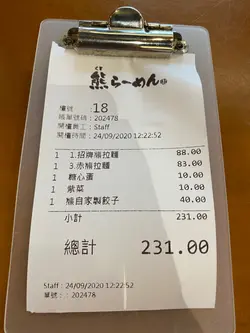 くま
熊らーめん
檯號 :18
帳單號碼:202478
開檯員工:Staff
開檯時間:24/09/2020 12:22:52
1 1.招牌熊拉麵 88.00
1 3.赤熊拉麵 83.00
1 糖心蛋 10.00
1 紫菜 10.00
1 熊自家製餃子 40.00
小計 231.00
總計 231.00
Staff : 24/09/2020 12:22:52
單號: : 202478